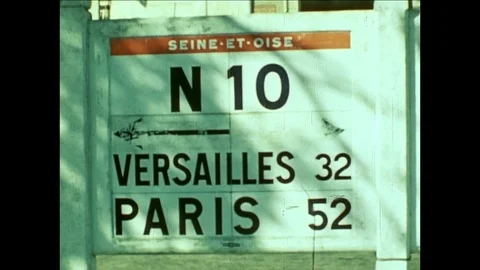 SEINE·ET·OISE
N 10
VERSAILLES 32
PARIS 52